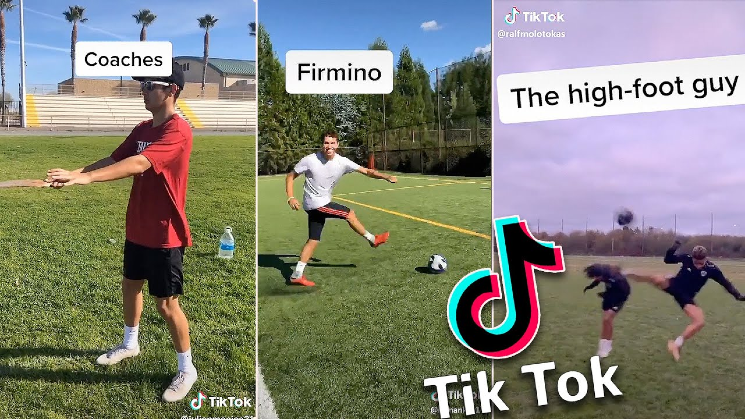 Coaches
Firmino
TikTok
@ralfmolotokas
The high-foot guy
TikTok
TikTok
Tik Tok